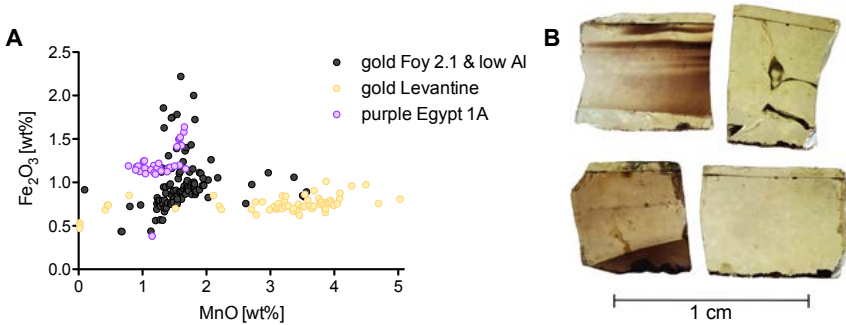 A
B
2.5
2.0
1.5
1.0
0.5
0.0
Fe₂O₃ [wt%]
0 1 2 3 4 5
MnO [wt%]
gold Foy 2.1 & low Al
gold Levantine
purple Egypt 1A
1 cm